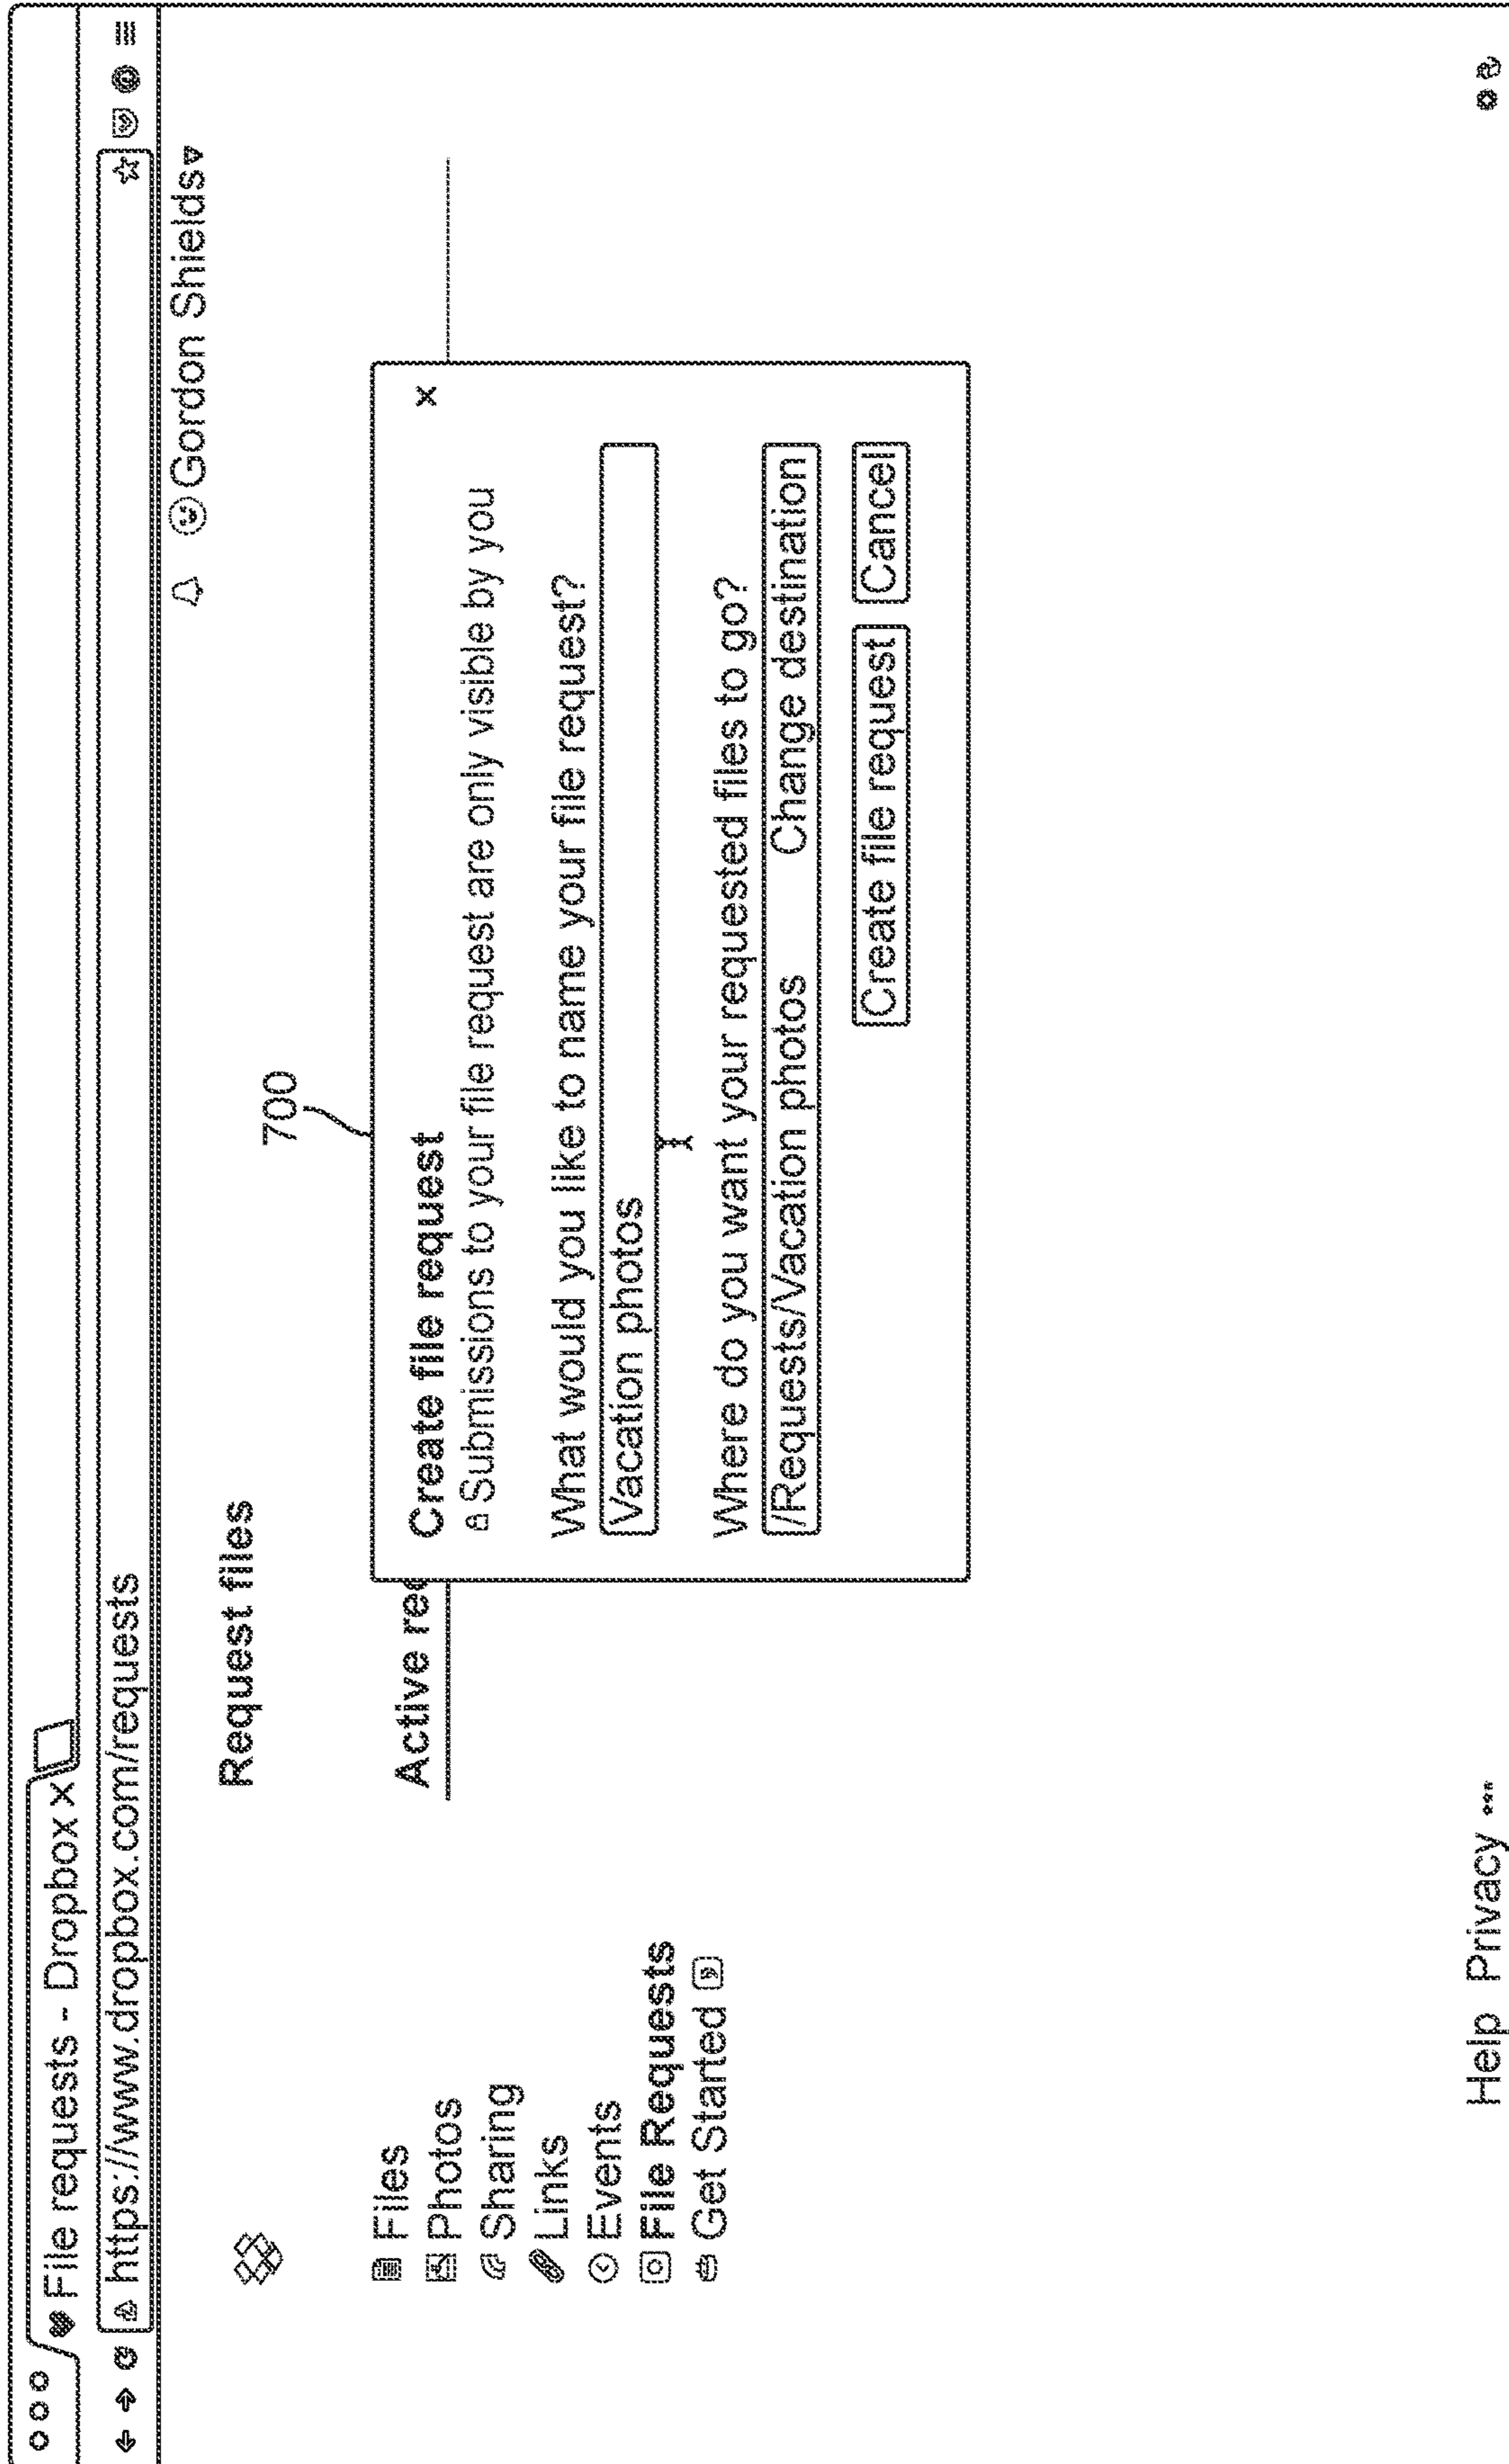 File requests - Dropbox X
https://www.dropbox.com/requests
Gordon Shields
Request files
700
Files
Photos
Sharing
Links
Events
File Requests
Get Started
Active req
Create file request
x
Submissions to your file request are only visible by you
What would you like to name your file request?
Vacation photos
Where do you want your requested files to go?
/Requests/Vacation photos Change destination
Create file request Cancel
Help Privacy •••